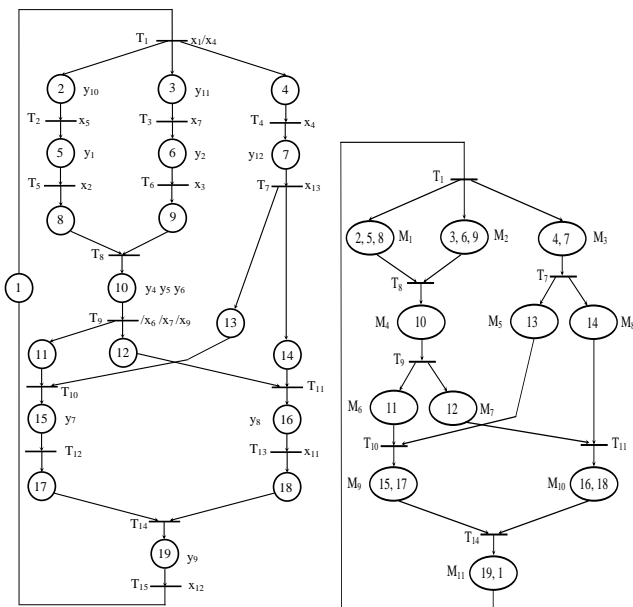 T1 x1/x4
2 y10 3 y11 4
T2 x5 T3 x7 T4 x4
5 y1 6 y2 y12 7
T5 x2 T6 x3 T7 x13
8 9
T8
1 10 y4 y5 y6
T9 /x6 /x7 /x9 13
11 12 14
T10 T11
15 y7 y8 16
T12 T13 x11
17 18
T14
19 y9
T15 x12
T1
2, 5, 8 M1 3, 6, 9 M2 4, 7 M3
T8 T7
M4 10 M5 13 14 M8
T9
M6 11 12 M7
T10 T11
M9 15, 17 M10 16, 18
T14
M11 19, 1